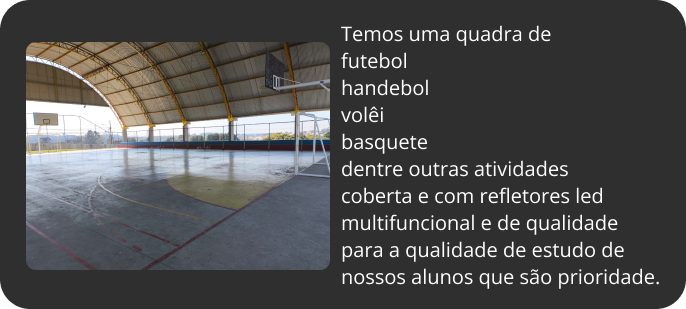 Temos uma quadra de
futebol
handebol
volêi
basquete
dentre outras atividades
coberta e com refletores led
multifuncional e de qualidade
para a qualidade de estudo de
nossos alunos que são prioridade.